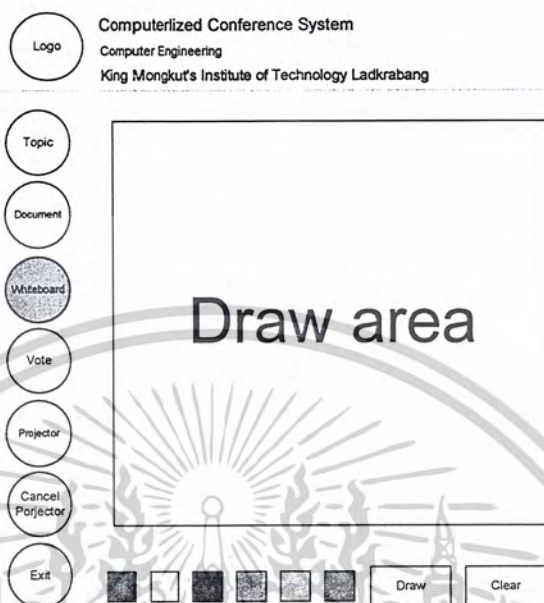 Logo
Computerlized Conference System
Computer Engineering
King Mongkut's Institute of Technology Ladkrabang
Topic
Document
Whiteboard
Vote
Projector
Cancel
Porjector
Exit
Draw area
Draw
Clear